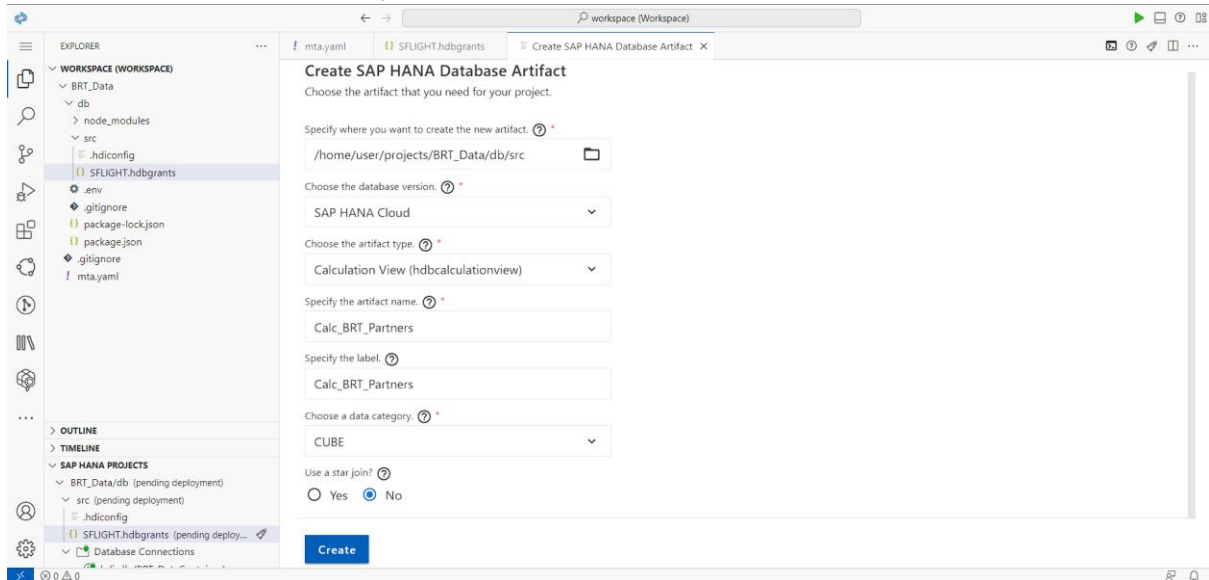 workspace (Workspace)
EXPLORER
mta.yaml
SFLIGHT.hdbgrants
Create SAP HANA Database Artifact
WORKSPACE (WORKSPACE)
BRT_Data
db
node_modules
src
.hdiconfig
SFLIGHT.hdbgrants
.env
.gitignore
package-lock.json
package.json
.gitignore
mta.yaml
OUTLINE
TIMELINE
SAP HANA PROJECTS
BRT_Data/db (pending deployment)
src (pending deployment)
.hdiconfig
SFLIGHT.hdbgrants (pending deploy...
Database Connections
Create SAP HANA Database Artifact
Choose the artifact that you need for your project.
Specify where you want to create the new artifact. *
/home/user/projects/BRT_Data/db/src
Choose the database version. *
SAP HANA Cloud
Choose the artifact type. *
Calculation View (hdbcalculationview)
Specify the artifact name. *
Calc_BRT_Partners
Specify the label.
Calc_BRT_Partners
Choose a data category. *
CUBE
Use a star join?
Yes No
Create
0 0